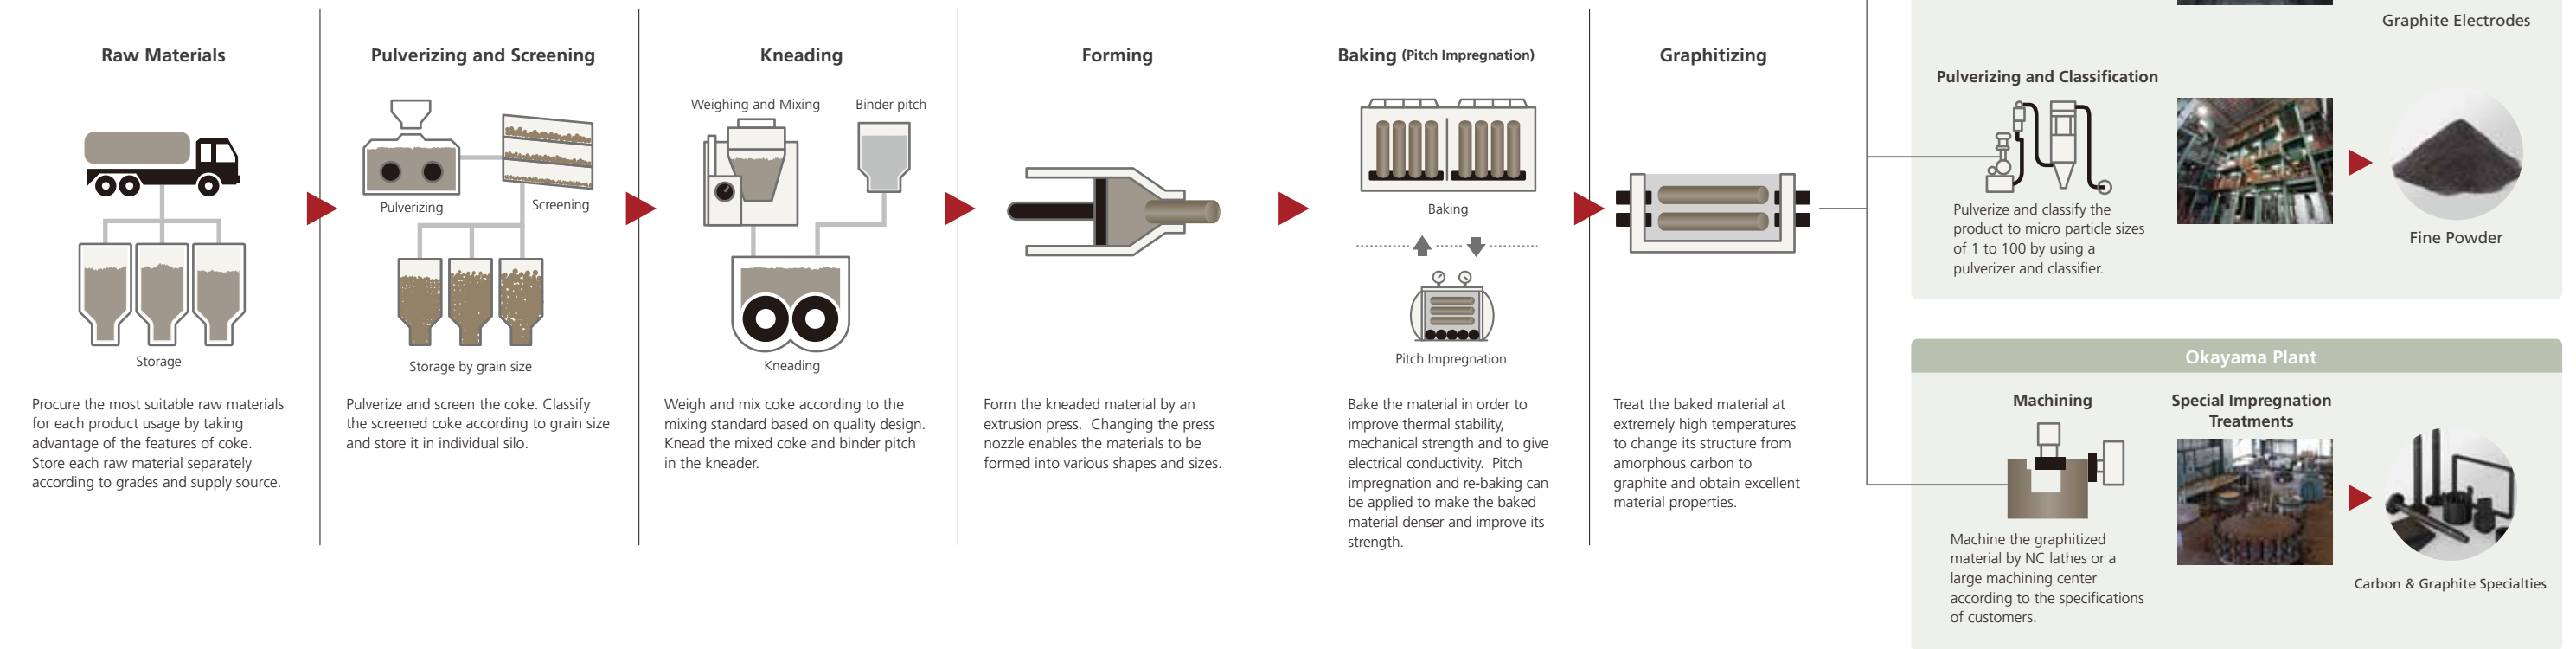 Raw Materials
Storage
Procure the most suitable raw materials
for each product usage by taking
advantage of the features of coke.
Store each raw material separately
according to grades and supply source.
Pulverizing and Screening
Pulverizing
Screening
Storage by grain size
Pulverize and screen the coke. Classify
the screened coke according to grain size
and store it in individual silo.
Kneading
Weighing and Mixing
Binder pitch
Kneading
Weigh and mix coke according to the
mixing standard based on quality design.
Knead the mixed coke and binder pitch
in the kneader.
Forming
Form the kneaded material by an
extrusion press. Changing the press
nozzle enables the materials to be
formed into various shapes and sizes.
Baking (Pitch Impregnation)
Baking
Pitch Impregnation
Bake the material in order to
improve thermal stability,
mechanical strength and to give
electrical conductivity. Pitch
impregnation and re-baking can
be applied to make the baked
material denser and improve its
strength.
Graphitizing
Treat the baked material at
extremely high temperatures
to change its structure from
amorphous carbon to
graphite and obtain excellent
material properties.
Graphite Electrodes
Pulverizing and Classification
Pulverize and classify the
product to micro particle sizes
of 1 to 100 by using a
pulverizer and classifier.
Fine Powder
Okayama Plant
Machining
Machine the graphitized
material by NC lathes or a
large machining center
according to the specifications
of customers.
Special Impregnation
Treatments
Carbon & Graphite Specialties